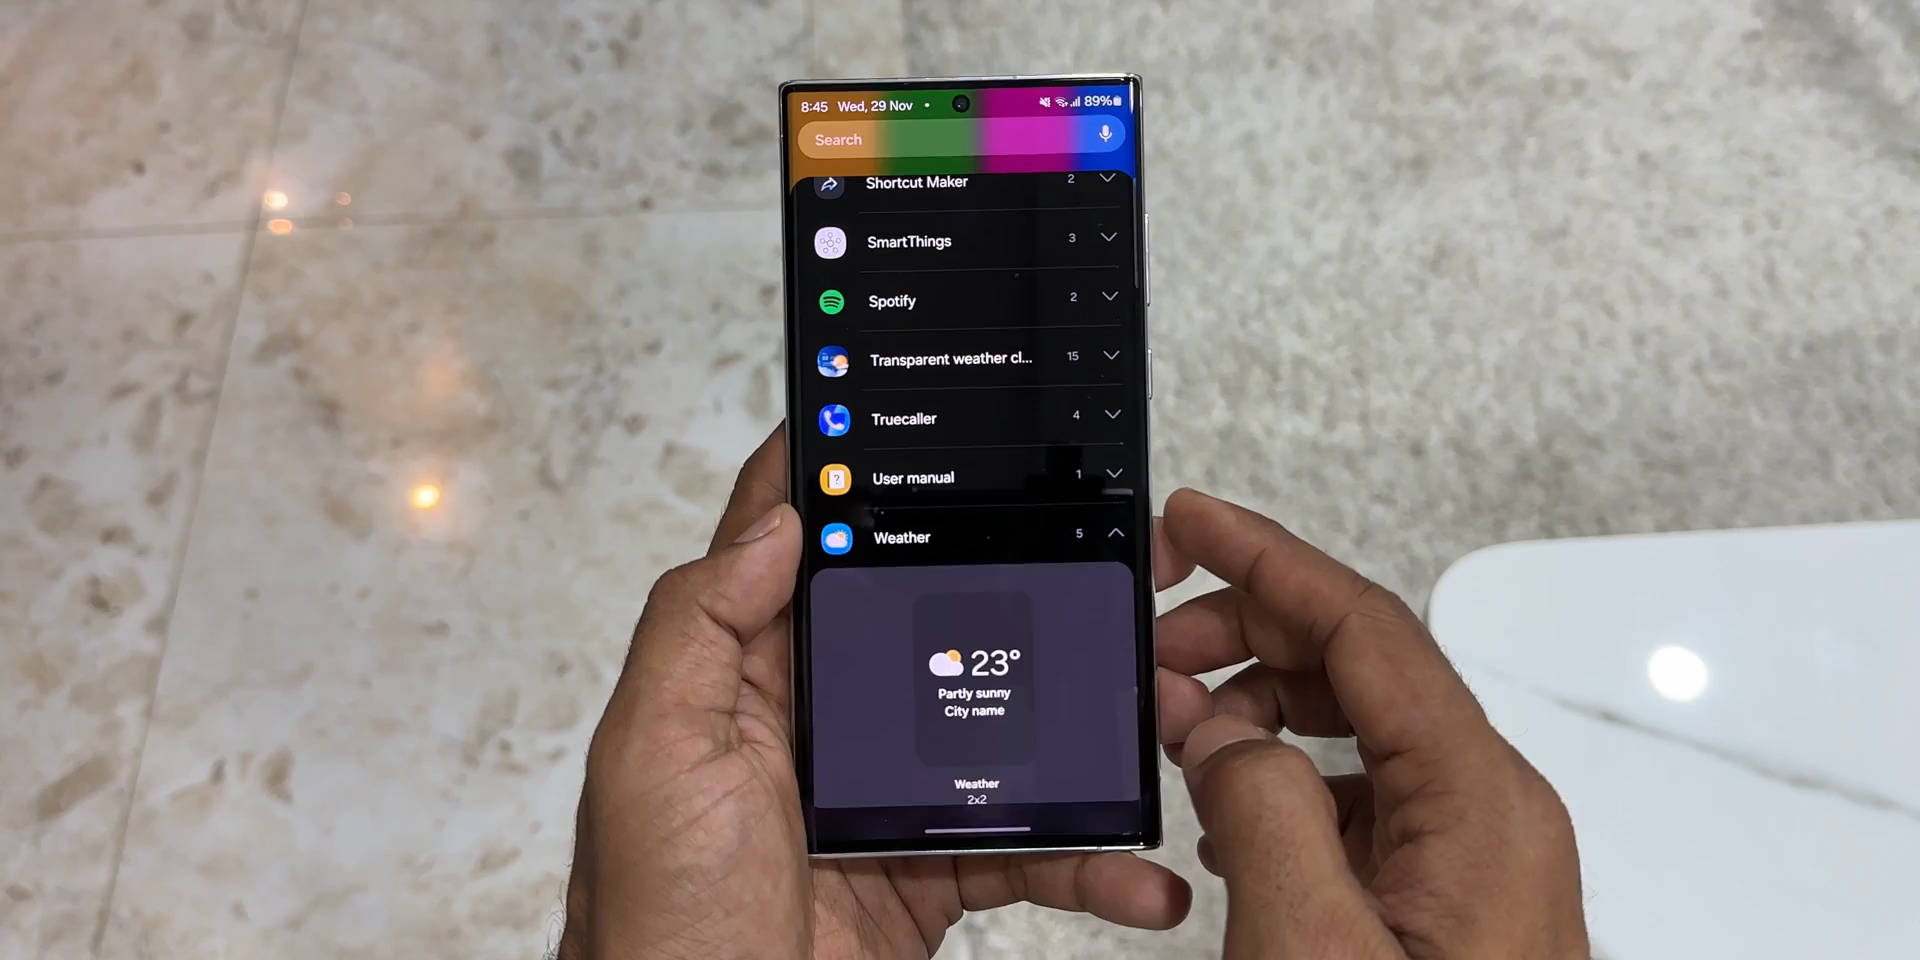 8:45 Wed, 29 Nov • 89%
Search
Shortcut Maker 2
SmartThings 3
Spotify 2
Transparent weather cl... 15
Truecaller 4
User manual 1
Weather 5
23°
Partly sunny
City name
Weather
2x2